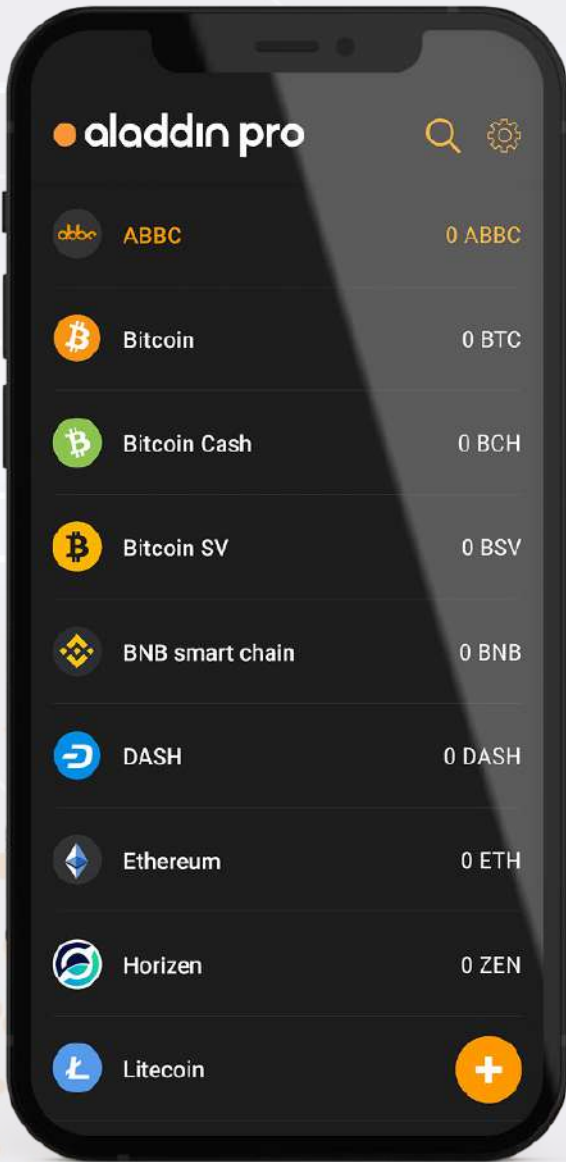 aladdin pro
abbc ABBC 0 ABBC
Bitcoin 0 BTC
Bitcoin Cash 0 BCH
Bitcoin SV 0 BSV
BNB smart chain 0 BNB
DASH 0 DASH
Ethereum 0 ETH
Horizen 0 ZEN
Litecoin